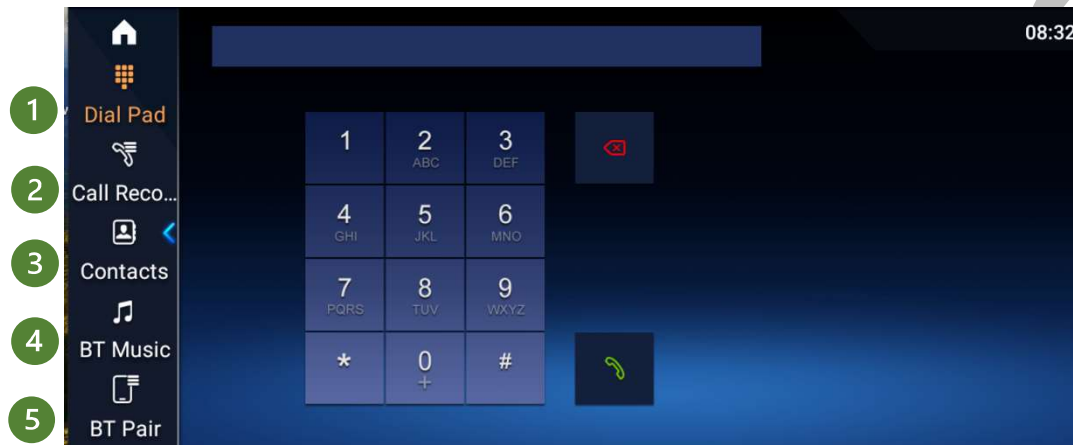 08:32
1
Dial Pad
2
Call Reco...
3
Contacts
4
BT Music
5
BT Pair
1 2 3
ABC DEF
4 5 6
GHI JKL MNO
7 8 9
PQRS TUV WXYZ
* 0 #
+